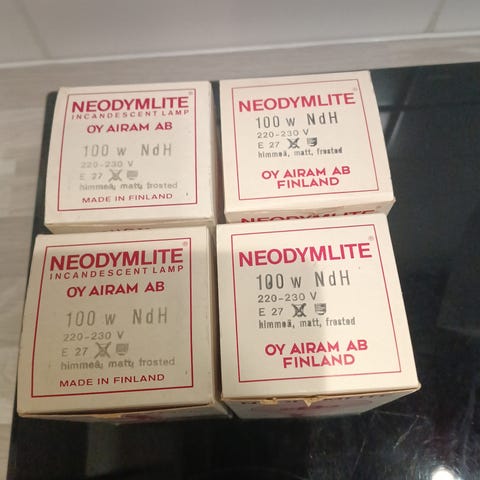 NEODYMLITE®
INCANDESCENT LAMP
OY AIRAM AB
100 w NdH
220-230 V
E 27
himmeä, matt, frosted
MADE IN FINLAND
NEODYMLITE®
100 w NdH
220-230 V
E 27
himmeä, matt, frosted
OY AIRAM AB
FINLAND
NEODYMLITE
NEODYMLITE®
INCANDESCENT LAMP
OY AIRAM AB
100 w NdH
220-230 V
E 27
himmeä, matt, frosted
MADE IN FINLAND
NEODYMLITE®
100 w NdH
220-230 V
E 27
himmeä, matt, frosted
OY AIRAM AB
FINLAND